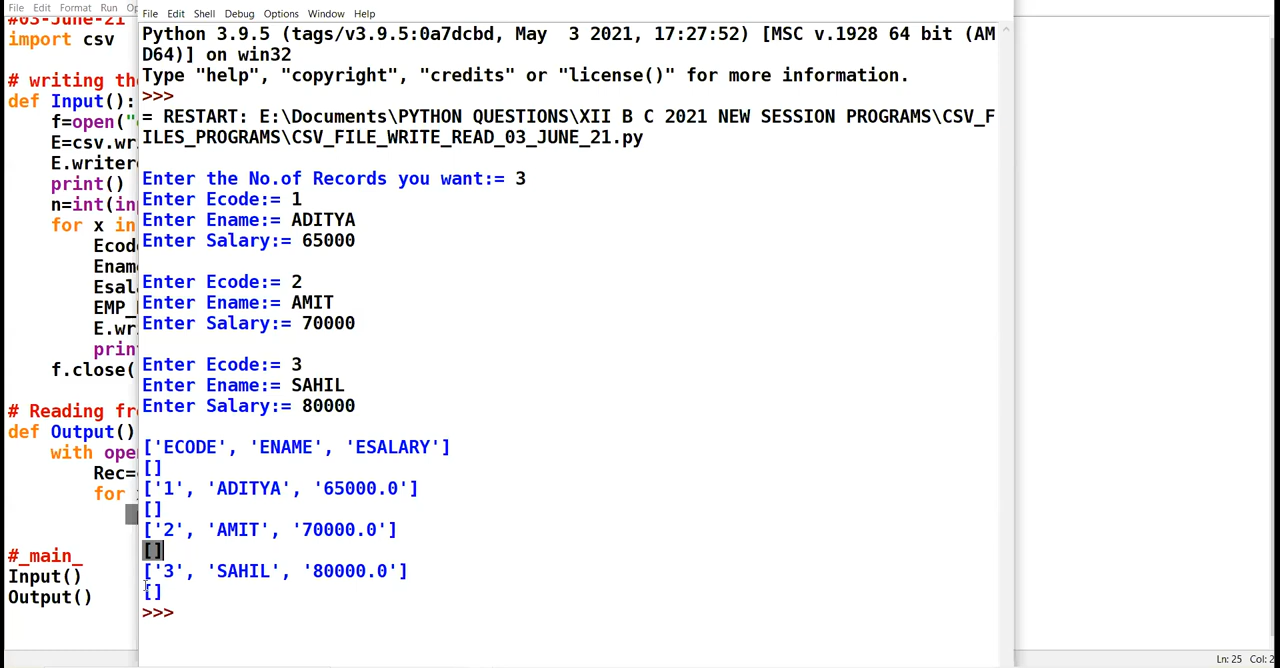 File Edit Format Run Op
#03-June-21
import csv
# writing the
def Input():
f=open("
E=csv.wr
E.writer
print()
n=int(in
for x in
Ecod
Enam
Esal
EMP_
E.wr
prin
f.close(
# Reading fr
def Output()
with ope
Rec=
for
#_main_
Input()
Output()
File Edit Shell Debug Options Window Help
Python 3.9.5 (tags/v3.9.5:0a7dcbd, May  3 2021, 17:27:52) [MSC v.1928 64 bit (AM
D64)] on win32
Type "help", "copyright", "credits" or "license()" for more information.
>>>
= RESTART: E:\Documents\PYTHON QUESTIONS\XII B C 2021 NEW SESSION PROGRAMS\CSV_F
ILES_PROGRAMS\CSV_FILE_WRITE_READ_03_JUNE_21.py
Enter the No.of Records you want:= 3
Enter Ecode:= 1
Enter Ename:= ADITYA
Enter Salary:= 65000
Enter Ecode:= 2
Enter Ename:= AMIT
Enter Salary:= 70000
Enter Ecode:= 3
Enter Ename:= SAHIL
Enter Salary:= 80000
['ECODE', 'ENAME', 'ESALARY']
[]
['1', 'ADITYA', '65000.0']
[]
['2', 'AMIT', '70000.0']
[]
['3', 'SAHIL', '80000.0']
[]
>>>
Ln: 25 Col: 2